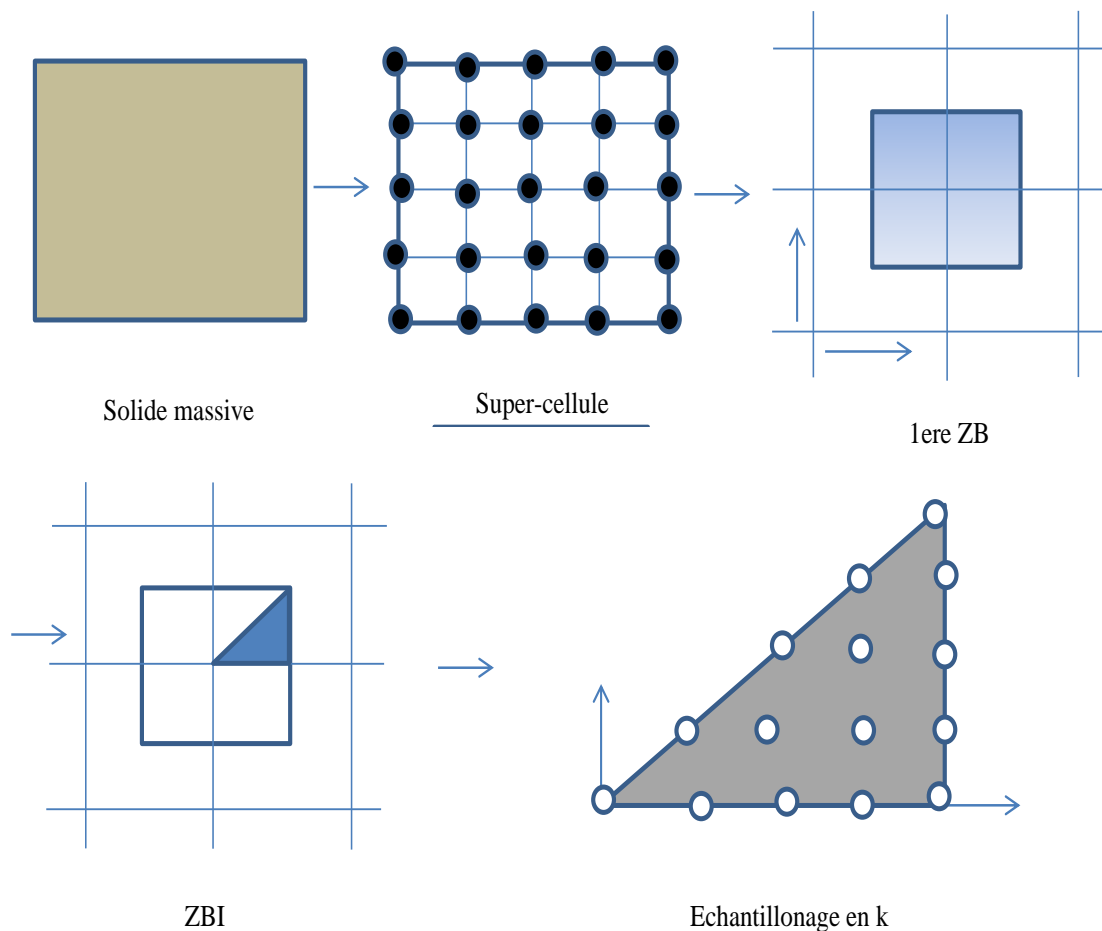 Solide massive
Super-cellule
1ere ZB
ZBI
Echantillonage en k